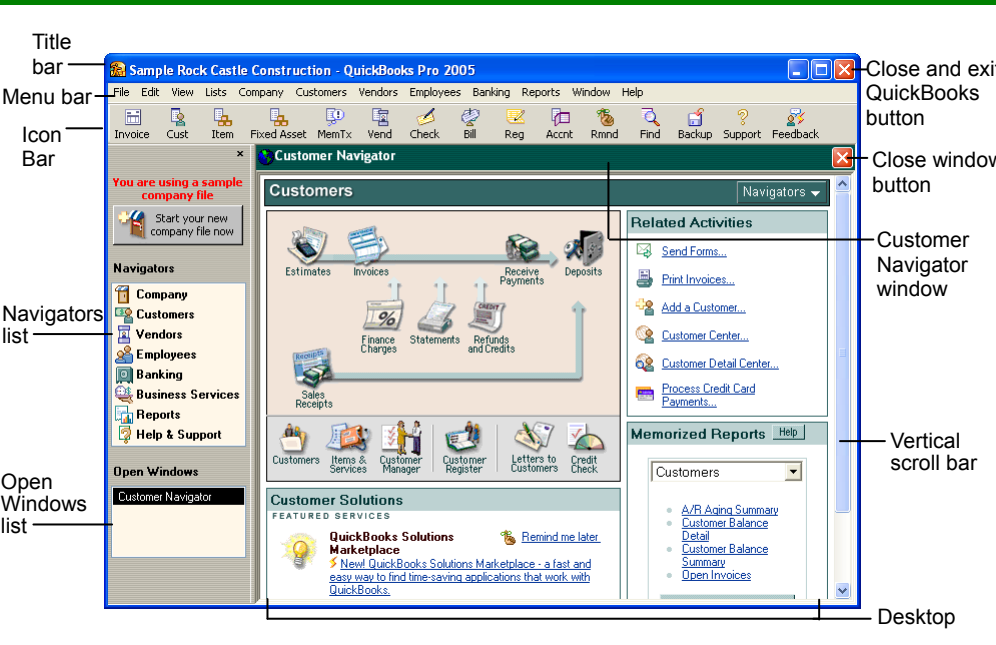 Title
bar
Menu bar
Icon
Bar
Navigators
list
Open
Windows
list
Sample Rock Castle Construction - QuickBooks Pro 2005
File Edit View Lists Company Customers Vendors Employees Banking Reports Window Help
Invoice Cust Item Fixed Asset MemTx Vend Check Bill Reg Accnt Rmnd Find Backup Support Feedback
You are using a sample
company file
Start your new
company file now
Navigators
Company
Customers
Vendors
Employees
Banking
Business Services
Reports
Help & Support
Open Windows
Customer Navigator
Customer Navigator
Customers
Navigators
Estimates
Invoices
Receive
Payments
Deposits
Finance
Charges
Statements
Refunds
and Credits
Receipts
CREDIT
Sales
Receipts
Customers
Items &
Services
Customer
Manager
Customer
Register
Letters to
Customers
Credit
Check
Customer Solutions
FEATURED SERVICES
QuickBooks Solutions
Marketplace
Remind me later
New! QuickBooks Solutions Marketplace - a fast and
easy way to find time-saving applications that work with
QuickBooks.
Related Activities
Send Forms...
Print Invoices...
Add a Customer...
Customer Center...
Customer Detail Center...
Process Credit Card
Payments...
Memorized Reports Help
Customers
A/R Aging Summary
Customer Balance
Detail
Customer Balance
Summary
Open Invoices
Close and exit
QuickBooks
button
Close window
button
Customer
Navigator
window
Vertical
scroll bar
Desktop